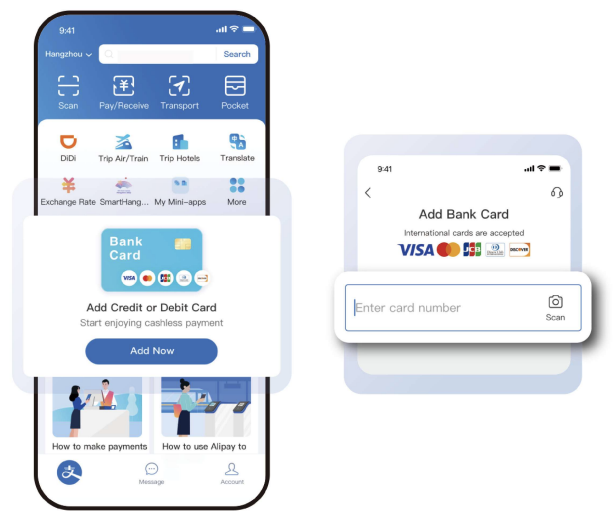 9:41
Hangzhou
Search
Scan
Pay/Receive
Transport
Pocket
DiDi
Trip Air/Train
Trip Hotels
Translate
Exchange Rate
SmartHang...
My Mini-apps
More
Bank
Card
VISA
JCB
Add Credit or Debit Card
Start enjoying cashless payment
Add Now
How to make payments
How to use Alipay to
Message
Account
9:41
Add Bank Card
International cards are accepted
VISA
JCB
DISCOVER
Enter card number
Scan